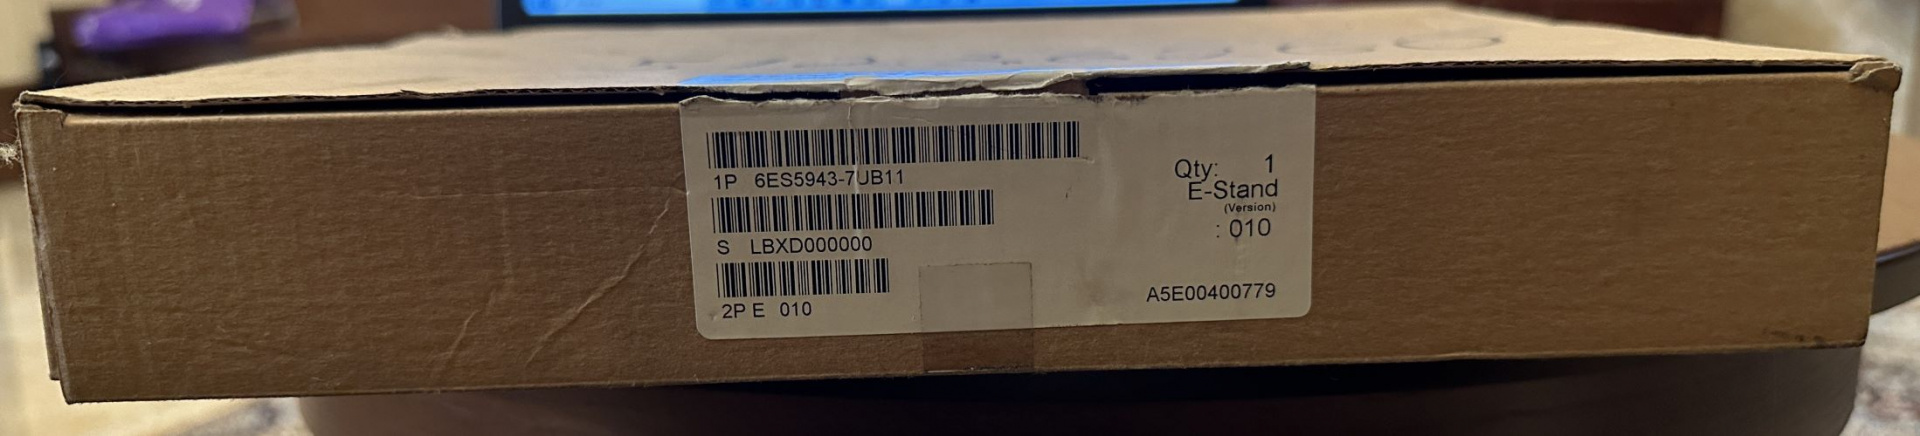 1P 6ES5943-7UB11
S LBXD000000
2P E 010
Qty: 1
E-Stand
(Version)
: 010
A5E00400779